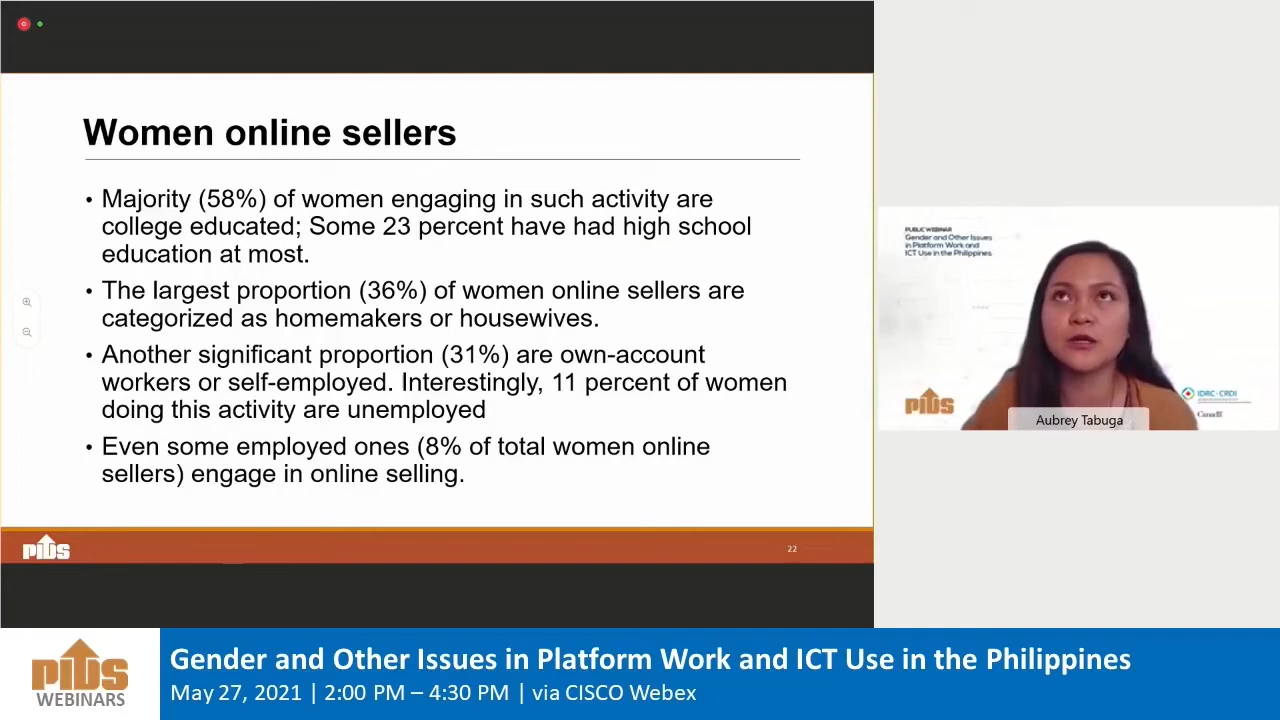 Women online sellers
• Majority (58%) of women engaging in such activity are
college educated; Some 23 percent have had high school
education at most.
• The largest proportion (36%) of women online sellers are
categorized as homemakers or housewives.
• Another significant proportion (31%) are own-account
workers or self-employed. Interestingly, 11 percent of women
doing this activity are unemployed
• Even some employed ones (8% of total women online
sellers) engage in online selling.
PIDS
22
PUBLIC WEBINAR
Gender and Other Issues
in Platform Work and
ICT Use in the Philippines
PIDS
IDRC · CRDI
Canada
Aubrey Tabuga
PIDS
WEBINARS
Gender and Other Issues in Platform Work and ICT Use in the Philippines
May 27, 2021 | 2:00 PM – 4:30 PM | via CISCO Webex